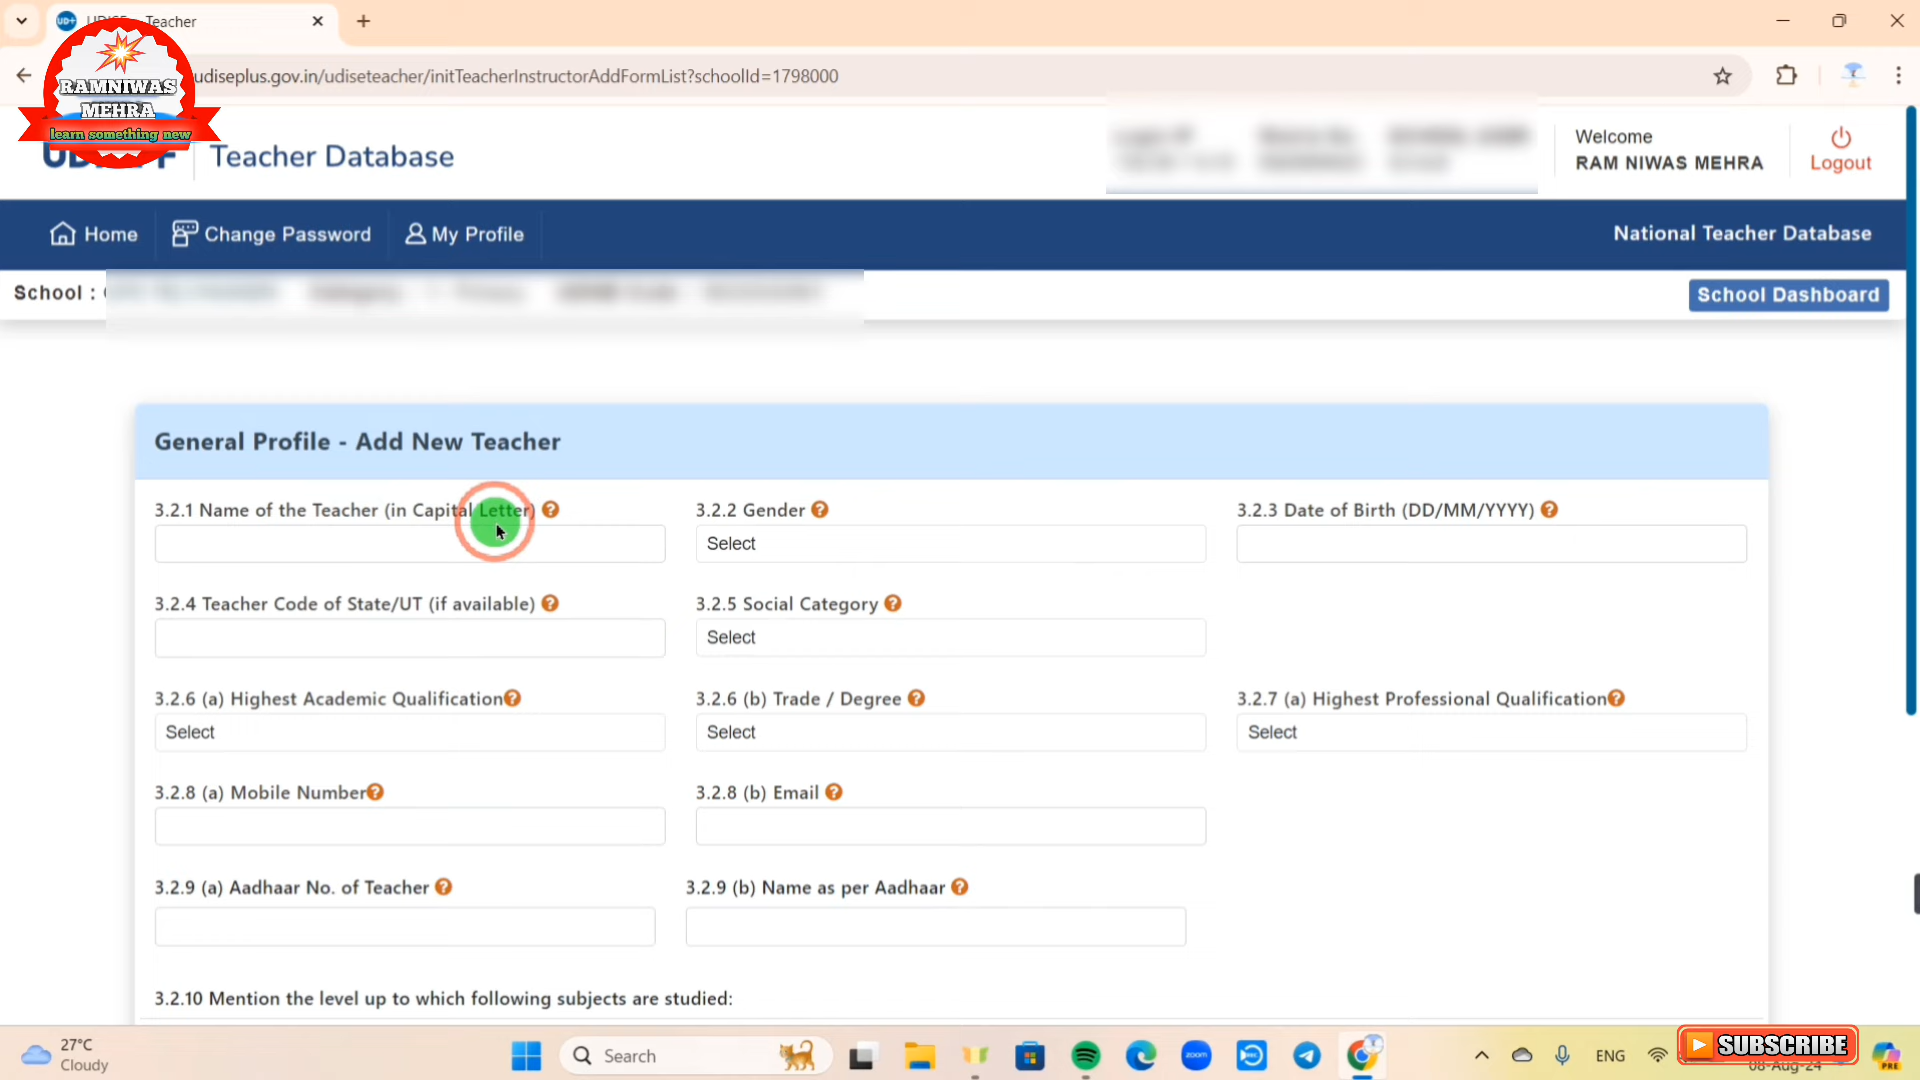 Teacher
udiseplus.gov.in/udiseteacher/initTeacherInstructorAddFormList?schoolId=1798000
RAMNIWAS
MEHRA
learn something new
Teacher Database
Welcome
RAM NIWAS MEHRA
Logout
Home
Change Password
My Profile
National Teacher Database
School :
School Dashboard
General Profile - Add New Teacher
3.2.1 Name of the Teacher (in Capital Letter)
3.2.2 Gender
3.2.3 Date of Birth (DD/MM/YYYY)
Select
3.2.4 Teacher Code of State/UT (if available)
3.2.5 Social Category
Select
3.2.6 (a) Highest Academic Qualification
3.2.6 (b) Trade / Degree
3.2.7 (a) Highest Professional Qualification
Select
Select
Select
3.2.8 (a) Mobile Number
3.2.8 (b) Email
3.2.9 (a) Aadhaar No. of Teacher
3.2.9 (b) Name as per Aadhaar
3.2.10 Mention the level up to which following subjects are studied:
27°C
Cloudy
Search
zoom
ENG
SUBSCRIBE
08-Aug-24
PRE